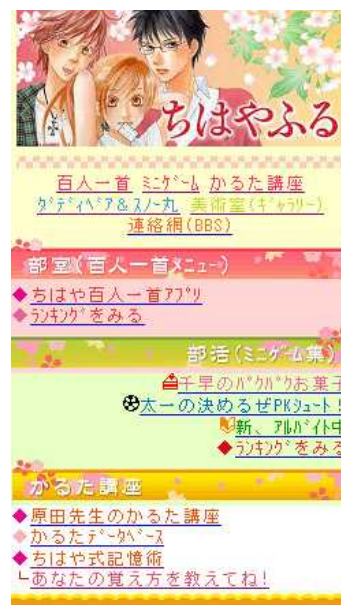 ちはやふる
百人一首 ﾐﾆｹﾞｰﾑ かるた講座
ﾀﾞﾃﾞｨﾍﾞｱ&ｽﾉｰ丸 美術室(ｷﾞｬﾗﾘｰ)
連絡網(BBS)
部室(百人一首ﾒﾆｭｰ)
◆ちはや百人一首ｱﾌﾟﾘ
◆ﾗﾝｷﾝｸﾞをみる
部活(ﾐﾆｹﾞｰﾑ集)
千早のﾊﾟｸﾊﾟｸお菓子
太一の決めるぜPKｼｭｰﾄ!
新、ｱﾙﾊﾞｲﾄ中
◆ﾗﾝｷﾝｸﾞをみる
かるた講座
◆原田先生のかるた講座
◆かるたﾃﾞｰﾀﾍﾞｰｽ
◆ちはや式記憶術
└あなたの覚え方を教えてね!